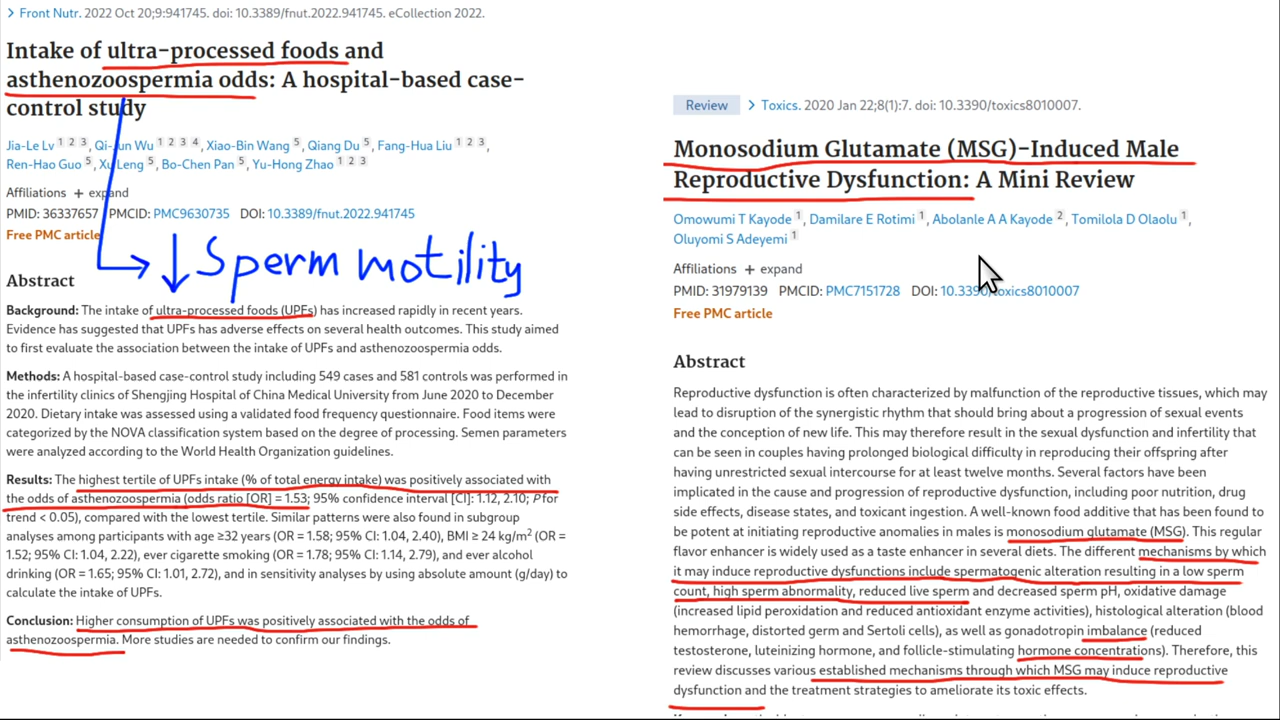 Front Nutr. 2022 Oct 20;9:941745. doi: 10.3389/fnut.2022.941745. eCollection 2022.
Intake of ultra-processed foods and
asthenozoospermia odds: A hospital-based case-
control study
Jia-Le Lv 1 2 3, Qi-Jun Wu 1 2 3 4, Xiao-Bin Wang 5, Qiang Du 5, Fang-Hua Liu 1 2 3,
Ren-Hao Guo 5, Xu Leng 5, Bo-Chen Pan 5, Yu-Hong Zhao 1 2 3
Affiliations + expand
PMID: 36337657 PMCID: PMC9630735 DOI: 10.3389/fnut.2022.941745
Free PMC article
↓ Sperm motility
Abstract
Background: The intake of ultra-processed foods (UPFs) has increased rapidly in recent years.
Evidence has suggested that UPFs has adverse effects on several health outcomes. This study aimed
to first evaluate the association between the intake of UPFs and asthenozoospermia odds.
Methods: A hospital-based case-control study including 549 cases and 581 controls was performed in
the infertility clinics of Shengjing Hospital of China Medical University from June 2020 to December
2020. Dietary intake was assessed using a validated food frequency questionnaire. Food items were
categorized by the NOVA classification system based on the degree of processing. Semen parameters
were analyzed according to the World Health Organization guidelines.
Results: The highest tertile of UPFs intake (% of total energy intake) was positively associated with
the odds of asthenozoospermia (odds ratio [OR] = 1.53; 95% confidence interval [CI]: 1.12, 2.10; P for
trend < 0.05), compared with the lowest tertile. Similar patterns were also found in subgroup
analyses among participants with age ≥32 years (OR = 1.58; 95% CI: 1.04, 2.40), BMI ≥ 24 kg/m2 (OR =
1.52; 95% CI: 1.04, 2.22), ever cigarette smoking (OR = 1.78; 95% CI: 1.14, 2.79), and ever alcohol
drinking (OR = 1.65; 95% CI: 1.01, 2.72), and in sensitivity analyses by using absolute amount (g/day) to
calculate the intake of UPFs.
Conclusion: Higher consumption of UPFs was positively associated with the odds of
asthenozoospermia. More studies are needed to confirm our findings.
Review Toxics. 2020 Jan 22;8(1):7. doi: 10.3390/toxics8010007.
Monosodium Glutamate (MSG)-Induced Male
Reproductive Dysfunction: A Mini Review
Omowumi T Kayode 1, Damilare E Rotimi 1, Abolanle A A Kayode 2, Tomilola D Olaolu 1,
Oluyomi S Adeyemi 1
Affiliations + expand
PMID: 31979139 PMCID: PMC7151728 DOI: 10.3390/toxics8010007
Free PMC article
Abstract
Reproductive dysfunction is often characterized by malfunction of the reproductive tissues, which may
lead to disruption of the synergistic rhythm that should bring about a progression of sexual events
and the conception of new life. This may therefore result in the sexual dysfunction and infertility that
can be seen in couples having prolonged biological difficulty in reproducing their offspring after
having unrestricted sexual intercourse for at least twelve months. Several factors have been
implicated in the cause and progression of reproductive dysfunction, including poor nutrition, drug
side effects, disease states, and toxicant ingestion. A well-known food additive that has been found to
be potent at initiating reproductive anomalies in males is monosodium glutamate (MSG). This regular
flavor enhancer is widely used as a taste enhancer in several diets. The different mechanisms by which
it may induce reproductive dysfunctions include spermatogenic alteration resulting in a low sperm
count, high sperm abnormality, reduced live sperm and decreased sperm pH, oxidative damage
(increased lipid peroxidation and reduced antioxidant enzyme activities), histological alteration (blood
hemorrhage, distorted germ and Sertoli cells), as well as gonadotropin imbalance (reduced
testosterone, luteinizing hormone, and follicle-stimulating hormone concentrations). Therefore, this
review discusses various established mechanisms through which MSG may induce reproductive
dysfunction and the treatment strategies to ameliorate its toxic effects.